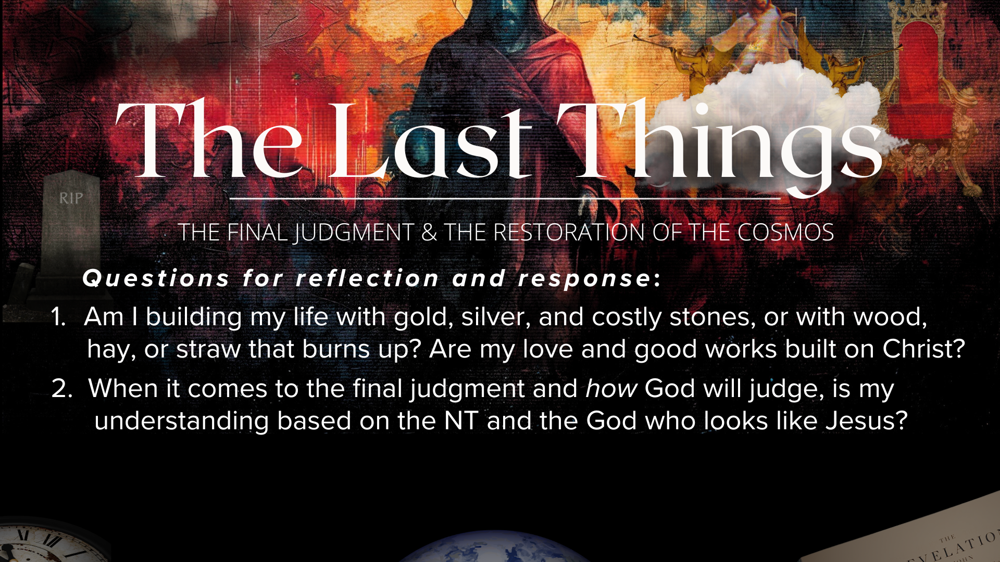 The Last Things
RIP
THE FINAL JUDGMENT & THE RESTORATION OF THE COSMOS
Questions for reflection and response:
1. Am I building my life with gold, silver, and costly stones, or with wood,
hay, or straw that burns up? Are my love and good works built on Christ?
2. When it comes to the final judgment and how God will judge, is my
understanding based on the NT and the God who looks like Jesus?
XI XII I
THE